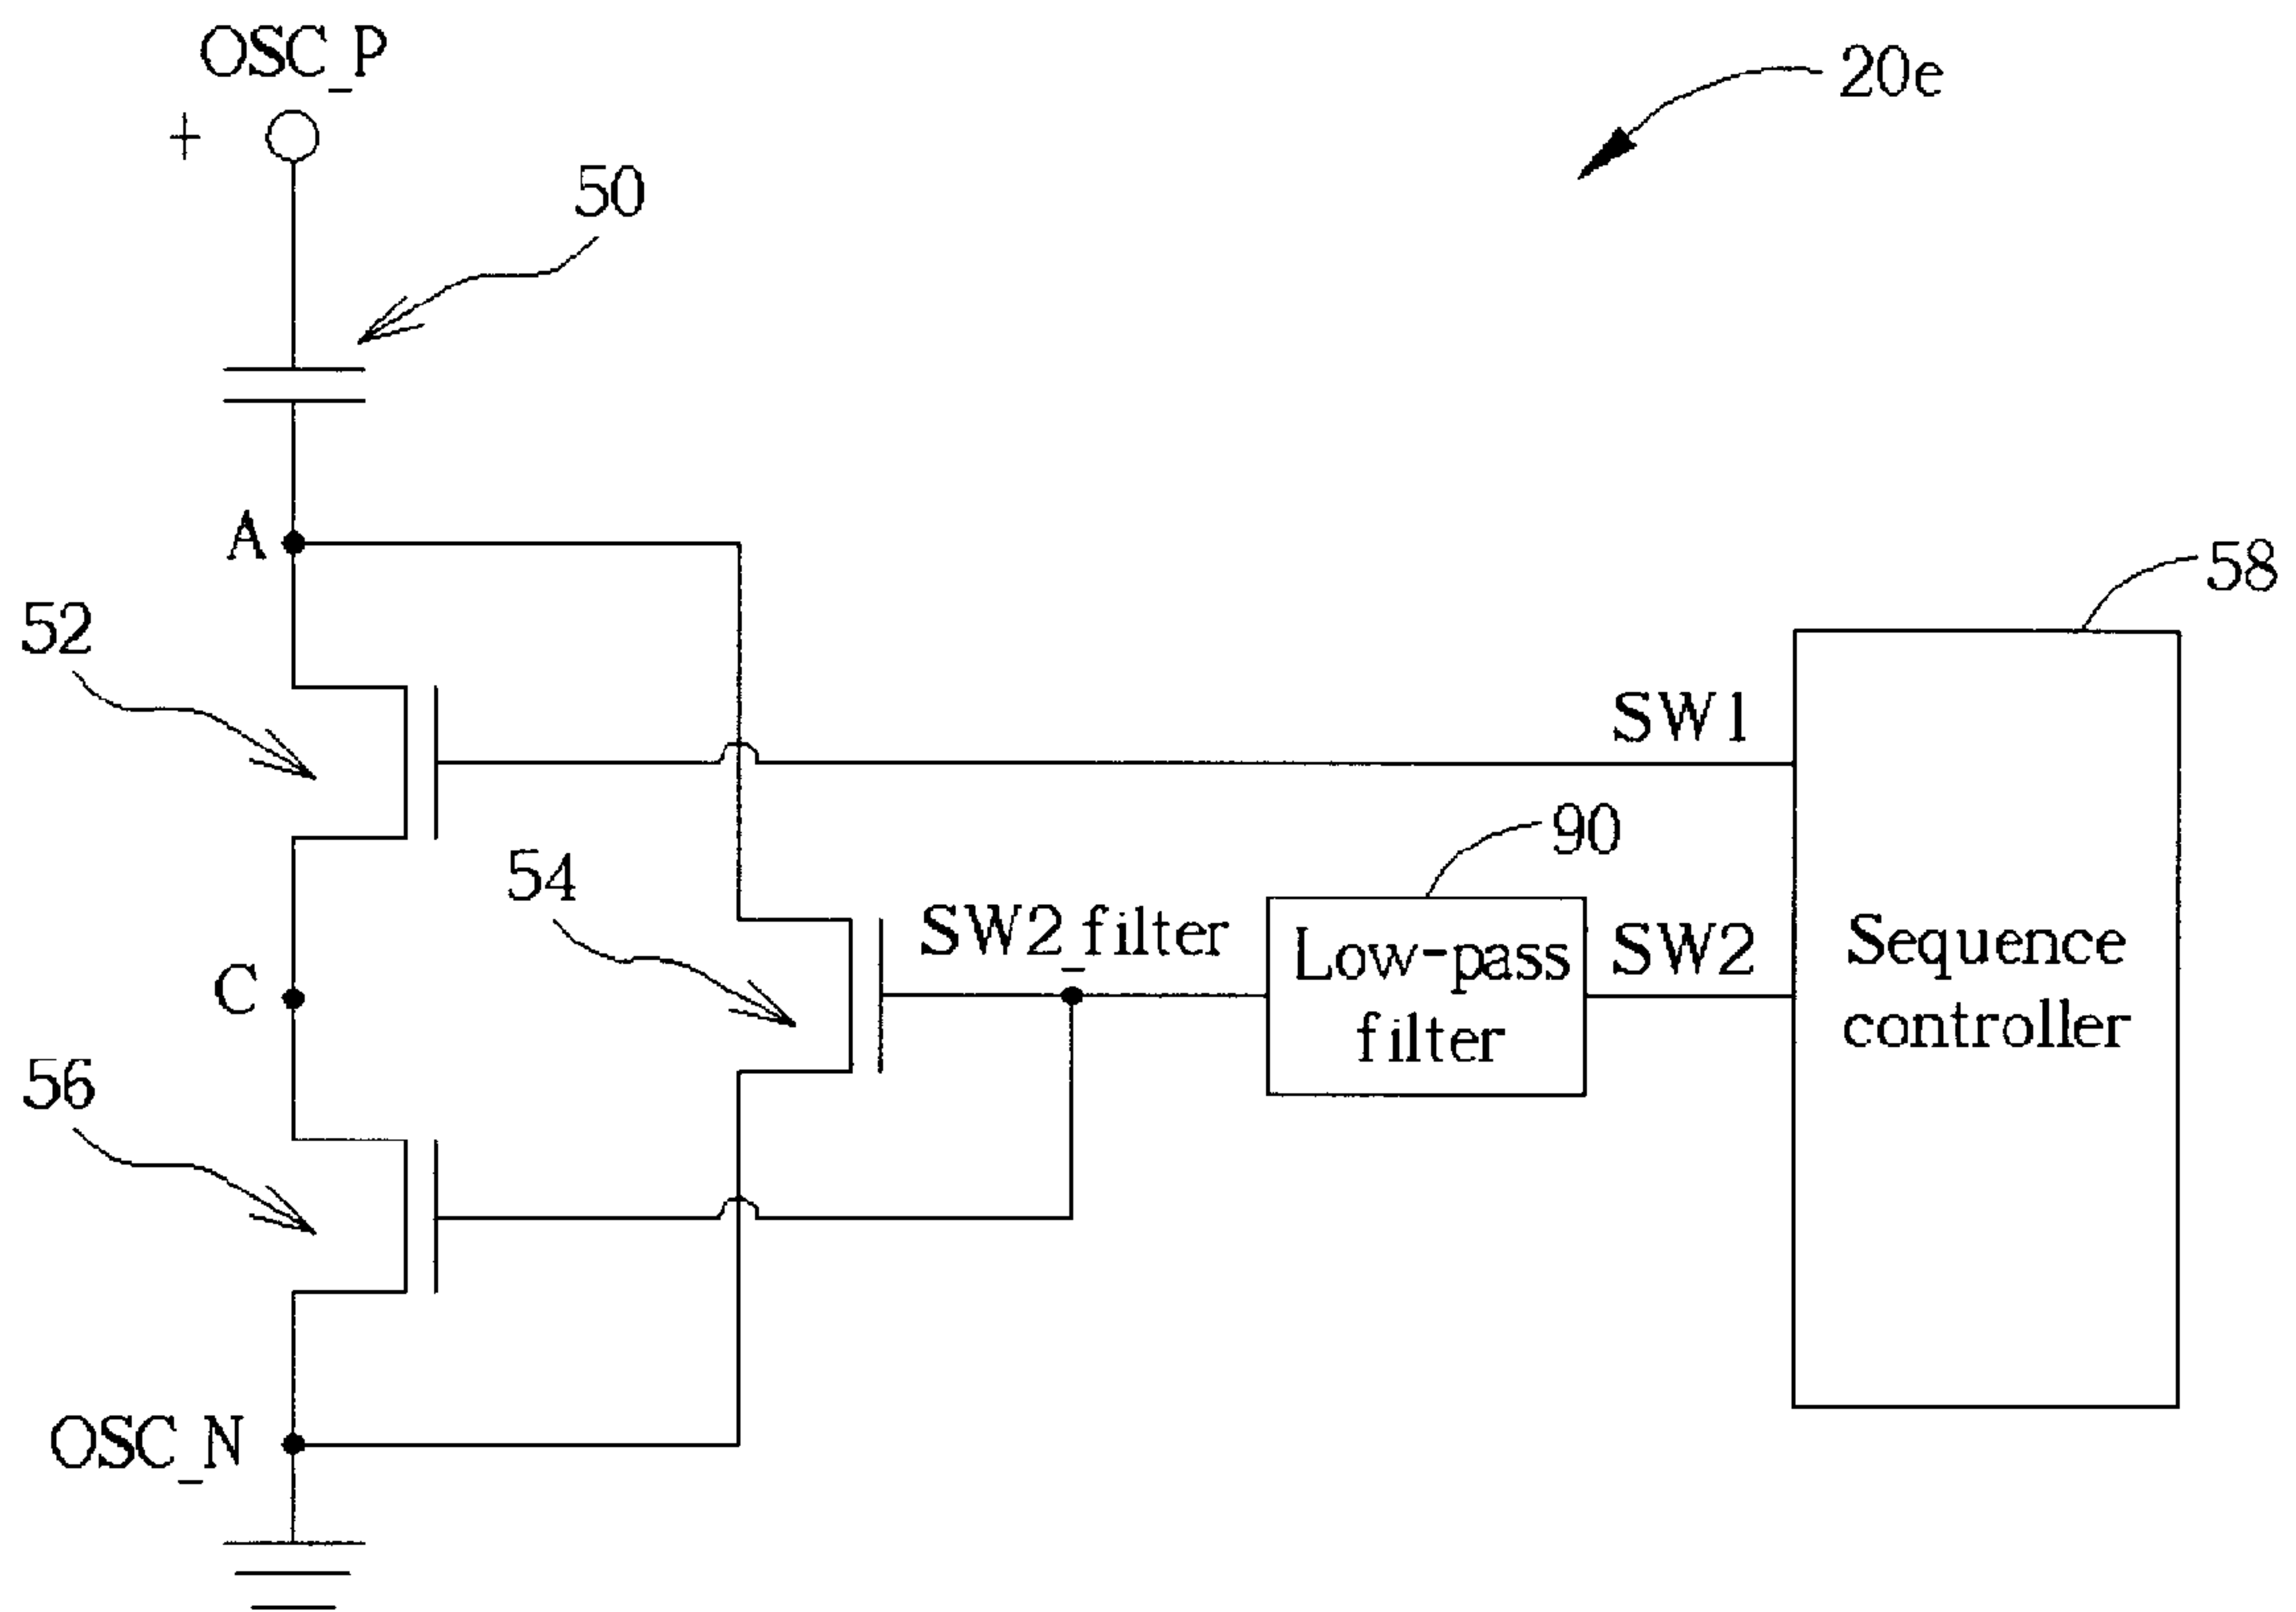 OSC_P
+
20e
50
A
58
52
SW1
90
54
SW2_filter
Low-pass
filter
SW2
Sequence
controller
C
56
OSC_N